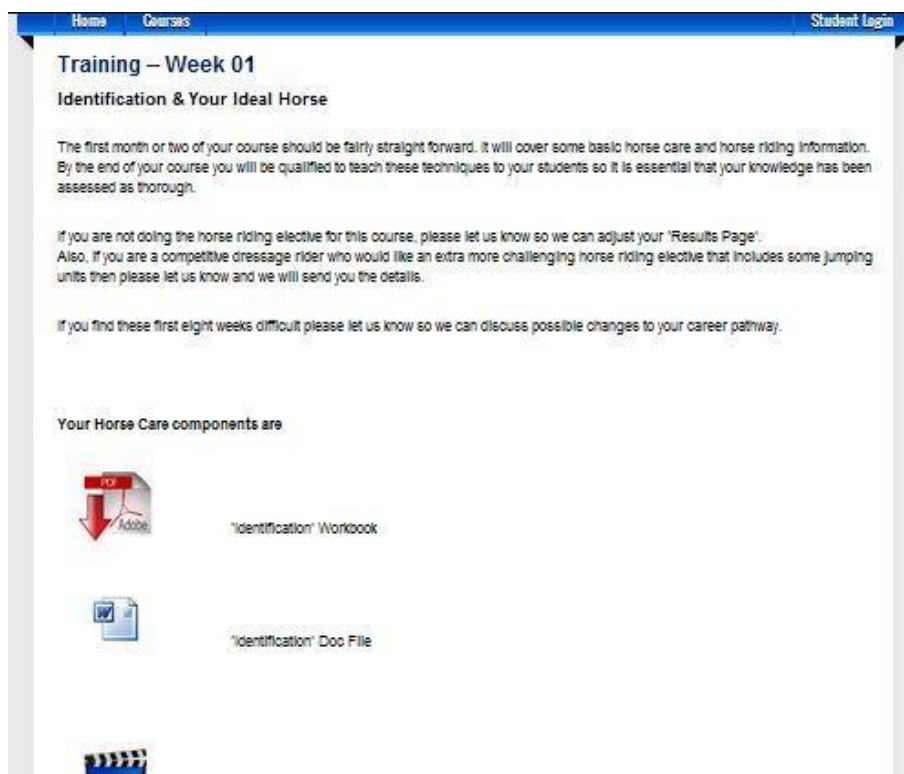 Home Courses Student Login
Training – Week 01
Identification & Your Ideal Horse
The first month or two of your course should be fairly straight forward. It will cover some basic horse care and horse riding information.
By the end of your course you will be qualified to teach these techniques to your students so it is essential that your knowledge has been
assessed as thorough.
If you are not doing the horse riding elective for this course, please let us know so we can adjust your "Results Page".
Also, if you are a competitive dressage rider who would like an extra more challenging horse riding elective that includes some jumping
units then please let us know and we will send you the details.
If you find these first eight weeks difficult please let us know so we can discuss possible changes to your career pathway.
Your Horse Care components are
PDF
Adobe
"Identification" Workbook
W
"Identification" Doc File